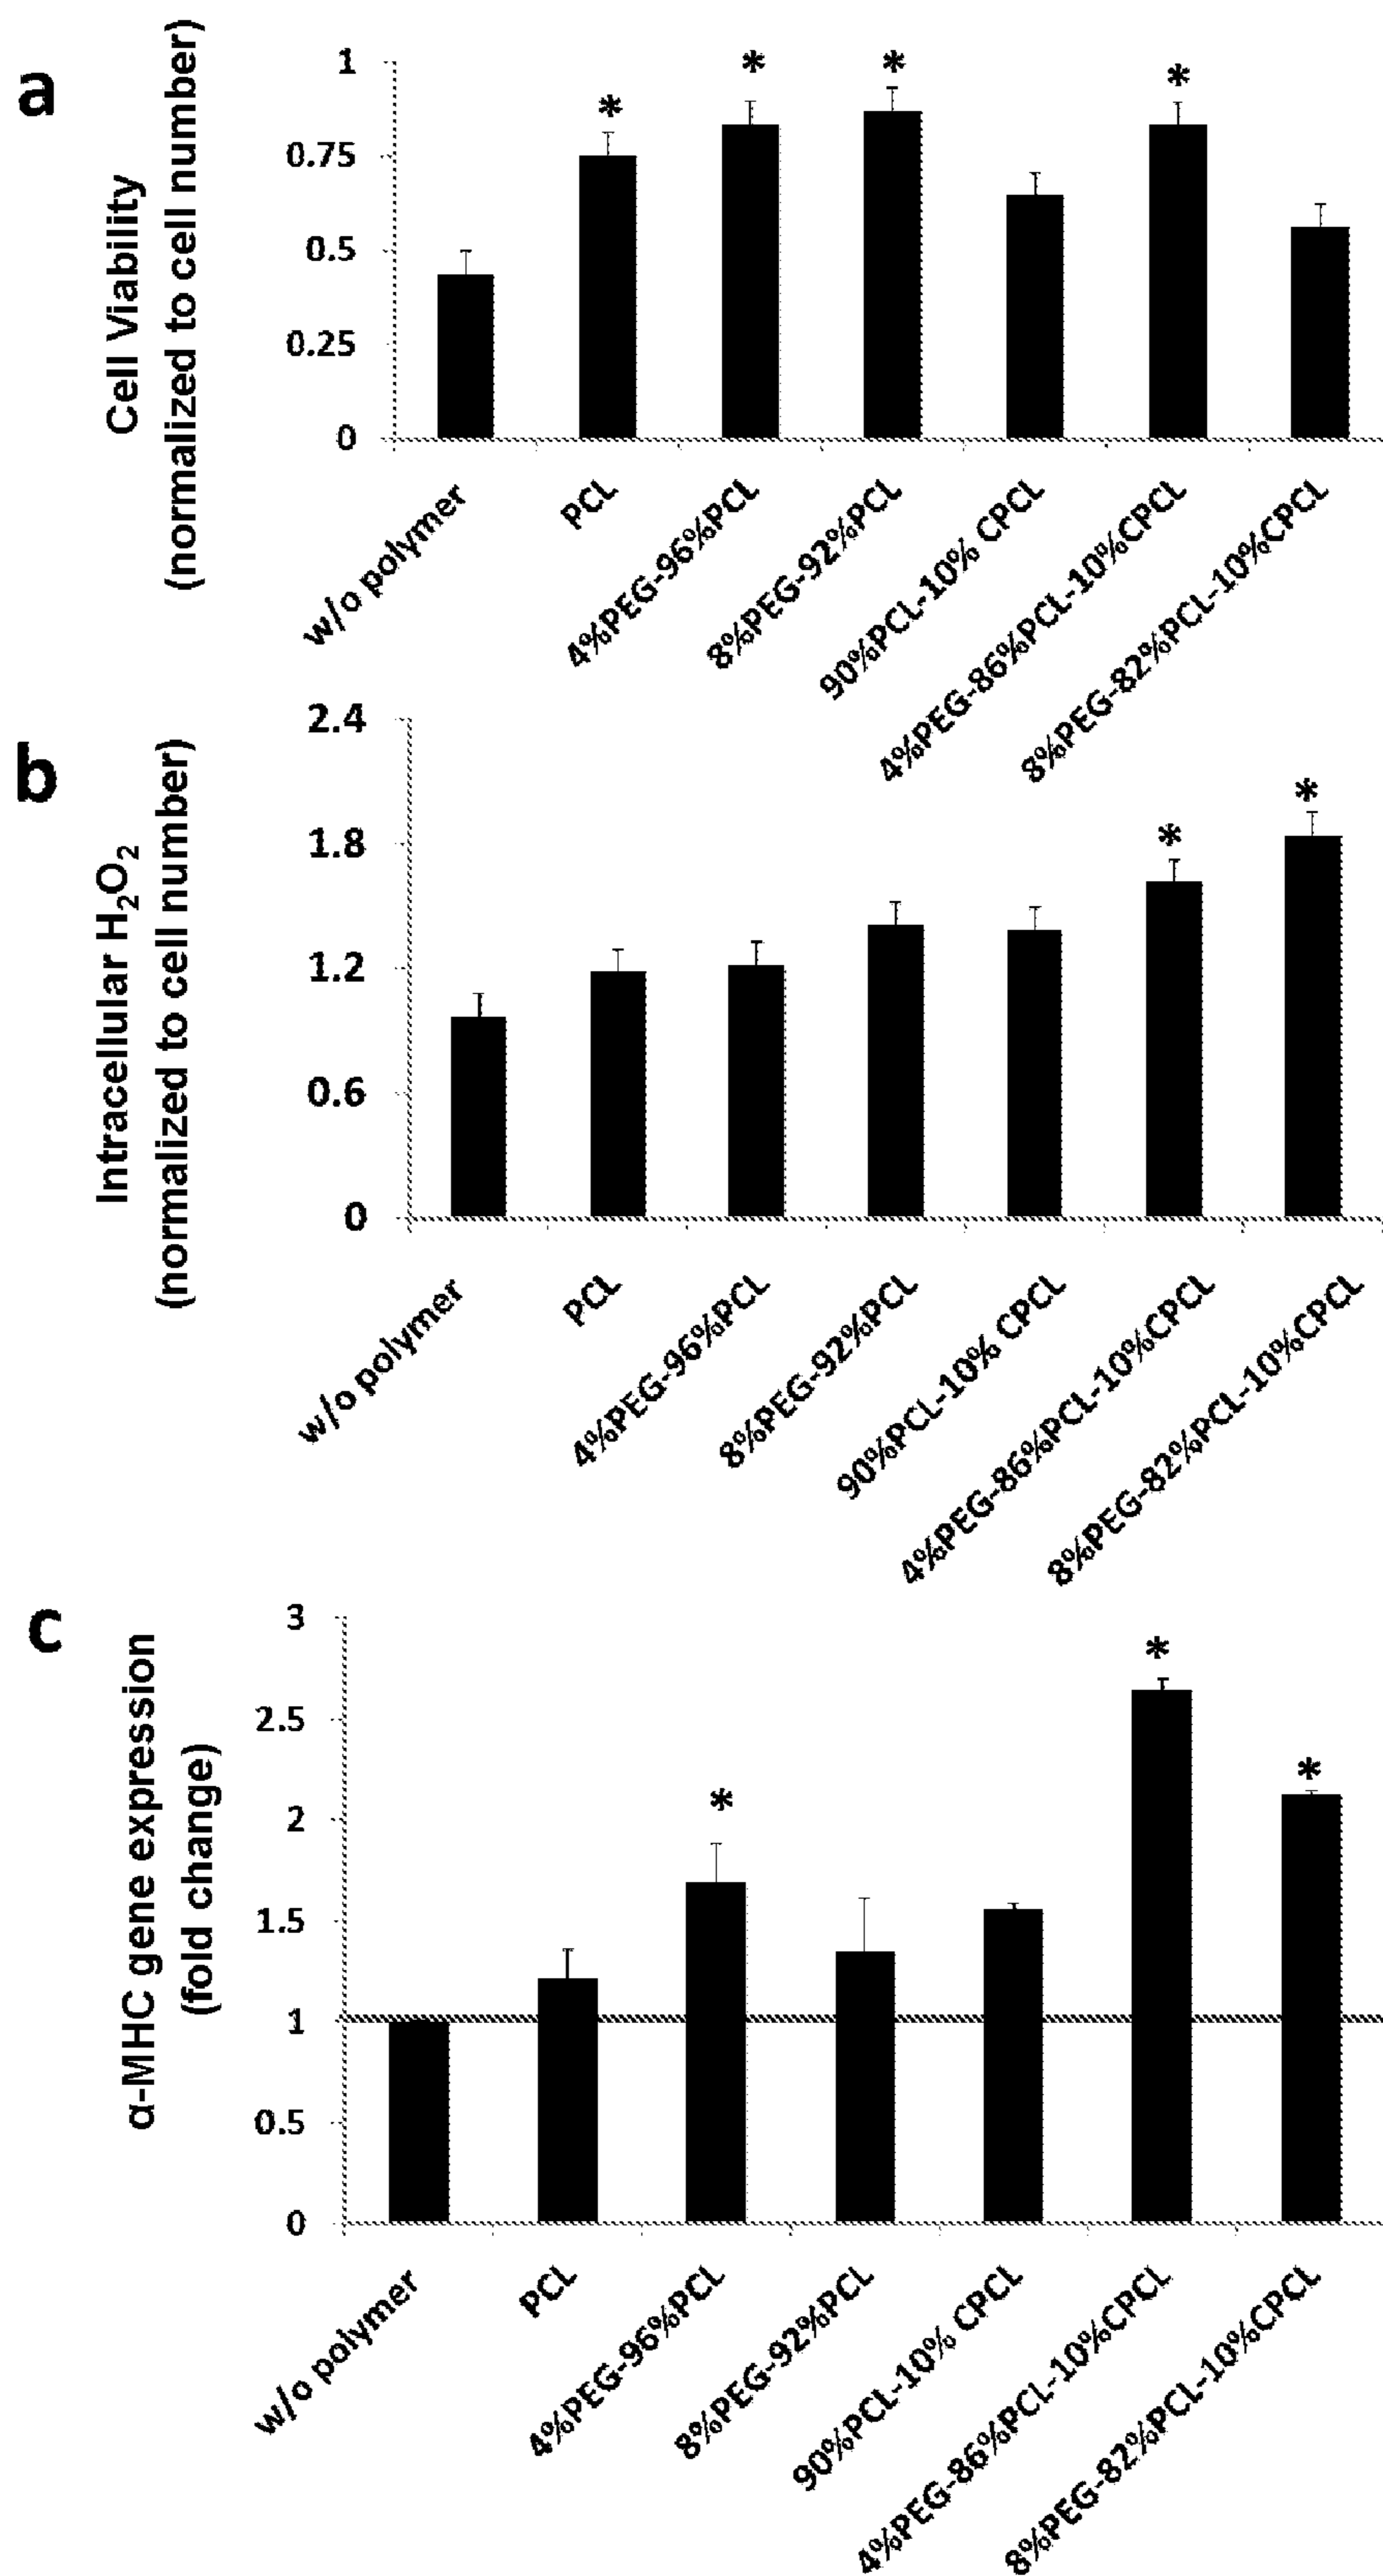 a
Cell Viability
(normalized to cell number)
1
0.75
0.5
0.25
0
*
*
*
*
w/o polymer
PCL
4%PEG-96%PCL
8%PEG-92%PCL
90%PCL-10% CPCL
4%PEG-86%PCL-10%CPCL
8%PEG-82%PCL-10%CPCL
b
Intracellular H₂O₂
(normalized to cell number)
2.4
1.8
1.2
0.6
0
*
*
w/o polymer
PCL
4%PEG-96%PCL
8%PEG-92%PCL
90%PCL-10% CPCL
4%PEG-86%PCL-10%CPCL
8%PEG-82%PCL-10%CPCL
c
α-MHC gene expression
(fold change)
3
2.5
2
1.5
1
0.5
0
*
*
*
w/o polymer
PCL
4%PEG-96%PCL
8%PEG-92%PCL
90%PCL-10% CPCL
4%PEG-86%PCL-10%CPCL
8%PEG-82%PCL-10%CPCL